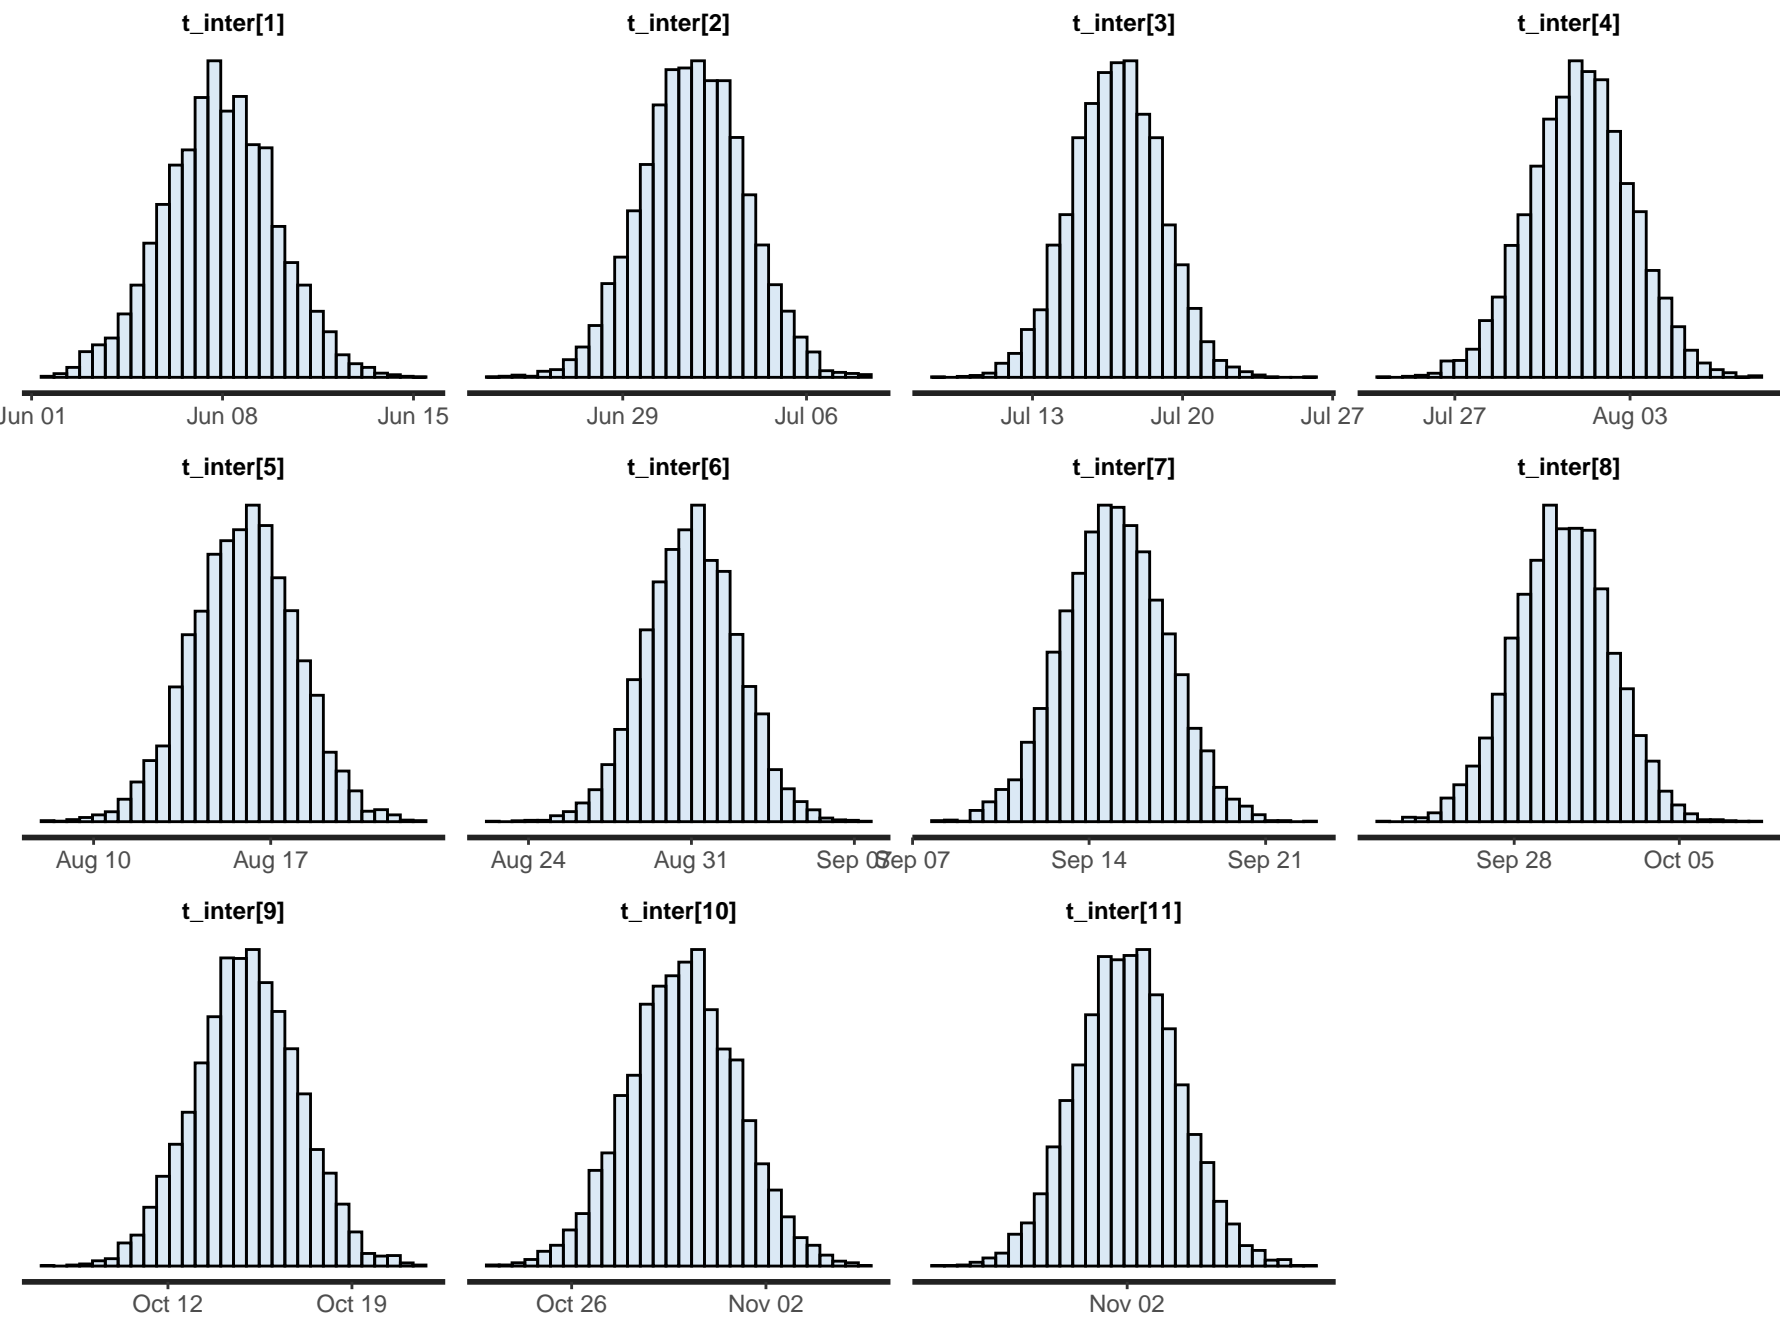 t_inter[1] t_inter[2] t_inter[3] t_inter[4]
Jun 01 Jun 08 Jun 15 Jun 29 Jul 06 Jul 13 Jul 20 Jul 27 Jul 27 Aug 03
t_inter[5] t_inter[6] t_inter[7] t_inter[8]
Aug 10 Aug 17 Aug 24 Aug 31 Sep 07 Sep 07 Sep 14 Sep 21 Sep 28 Oct 05
t_inter[9] t_inter[10] t_inter[11]
Oct 12 Oct 19 Oct 26 Nov 02 Nov 02